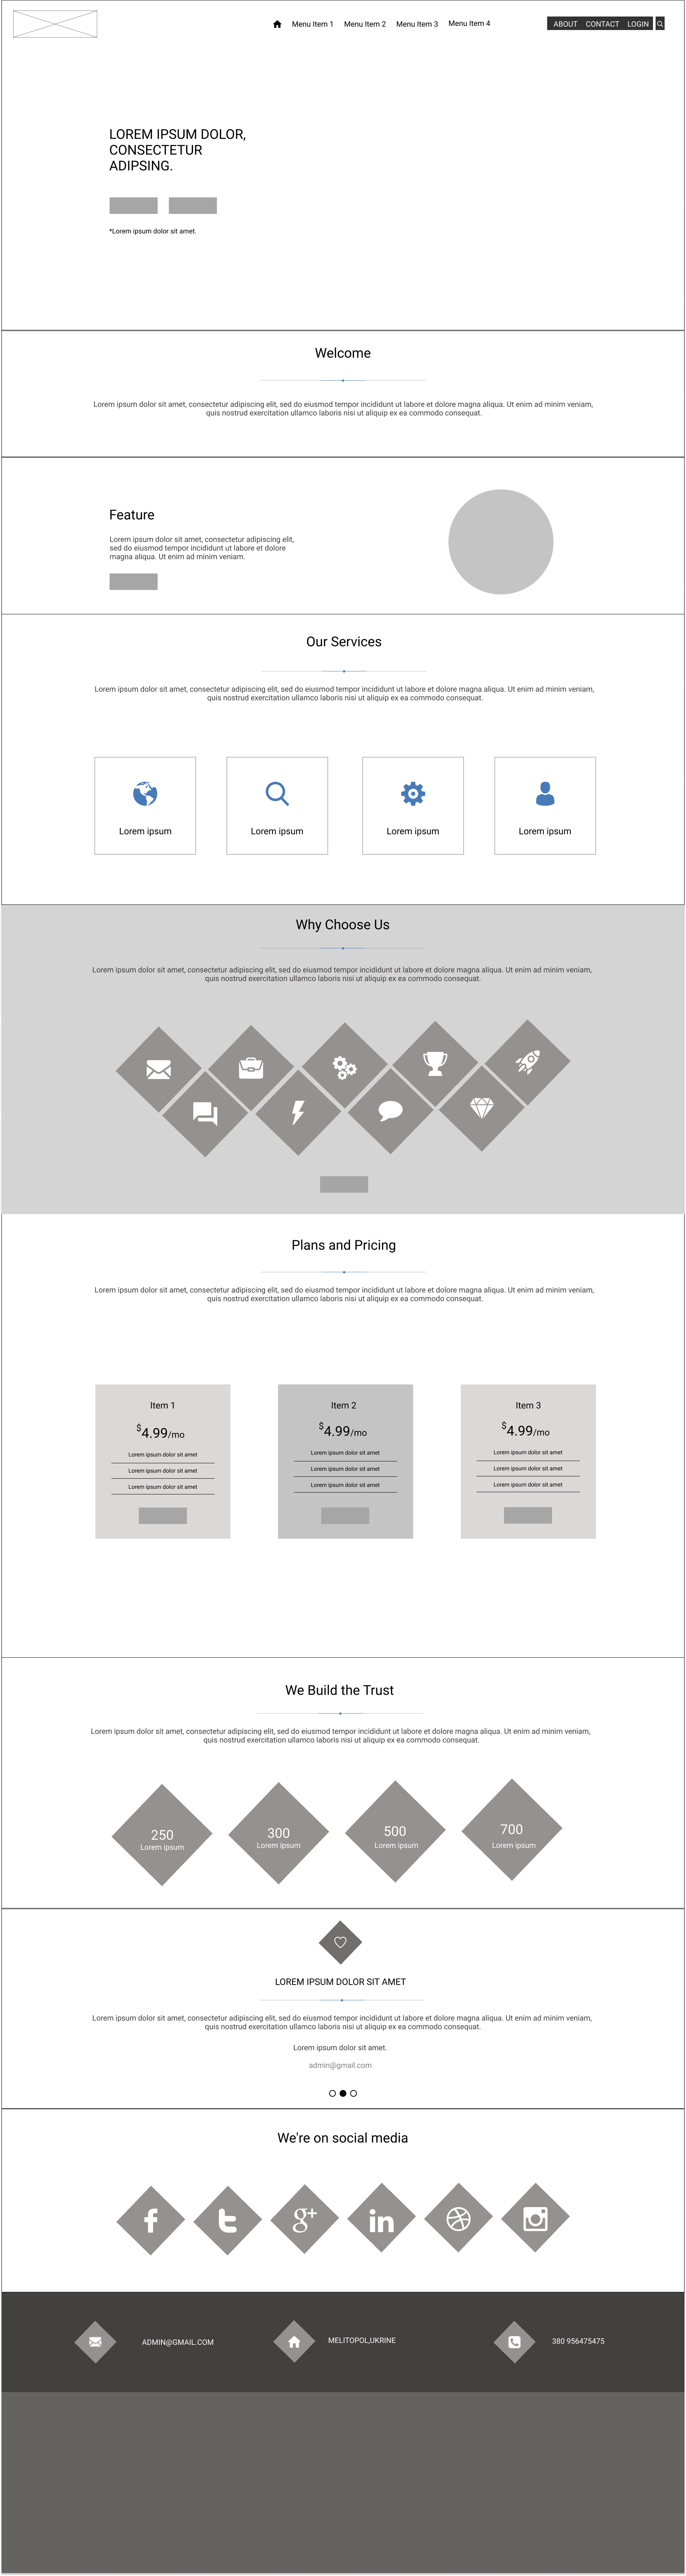 Menu Item 1 Menu Item 2 Menu Item 3 Menu Item 4 ABOUT CONTACT LOGIN
LOREM IPSUM DOLOR,
CONSECTETUR
ADIPSING.
*Lorem ipsum dolor sit amet.
Welcome
Lorem ipsum dolor sit amet, consectetur adipiscing elit, sed do eiusmod tempor incididunt ut labore et dolore magna aliqua. Ut enim ad minim veniam,
quis nostrud exercitation ullamco laboris nisi ut aliquip ex ea commodo consequat.
Feature
Lorem ipsum dolor sit amet, consectetur adipiscing elit,
sed do eiusmod tempor incididunt ut labore et dolore
magna aliqua. Ut enim ad minim veniam.
Our Services
Lorem ipsum dolor sit amet, consectetur adipiscing elit, sed do eiusmod tempor incididunt ut labore et dolore magna aliqua. Ut enim ad minim veniam,
quis nostrud exercitation ullamco laboris nisi ut aliquip ex ea commodo consequat.
Lorem ipsum Lorem ipsum Lorem ipsum Lorem ipsum
Why Choose Us
Lorem ipsum dolor sit amet, consectetur adipiscing elit, sed do eiusmod tempor incididunt ut labore et dolore magna aliqua. Ut enim ad minim veniam,
quis nostrud exercitation ullamco laboris nisi ut aliquip ex ea commodo consequat.
Plans and Pricing
Lorem ipsum dolor sit amet, consectetur adipiscing elit, sed do eiusmod tempor incididunt ut labore et dolore magna aliqua. Ut enim ad minim veniam,
quis nostrud exercitation ullamco laboris nisi ut aliquip ex ea commodo consequat.
Item 1
$4.99/mo
Lorem ipsum dolor sit amet
Lorem ipsum dolor sit amet
Lorem ipsum dolor sit amet
Item 2
$4.99/mo
Lorem ipsum dolor sit amet
Lorem ipsum dolor sit amet
Lorem ipsum dolor sit amet
Item 3
$4.99/mo
Lorem ipsum dolor sit amet
Lorem ipsum dolor sit amet
Lorem ipsum dolor sit amet
We Build the Trust
Lorem ipsum dolor sit amet, consectetur adipiscing elit, sed do eiusmod tempor incididunt ut labore et dolore magna aliqua. Ut enim ad minim veniam,
quis nostrud exercitation ullamco laboris nisi ut aliquip ex ea commodo consequat.
250
Lorem ipsum
300
Lorem ipsum
500
Lorem ipsum
700
Lorem ipsum
LOREM IPSUM DOLOR SIT AMET
Lorem ipsum dolor sit amet, consectetur adipiscing elit, sed do eiusmod tempor incididunt ut labore et dolore magna aliqua. Ut enim ad minim veniam,
quis nostrud exercitation ullamco laboris nisi ut aliquip ex ea commodo consequat.
Lorem ipsum dolor sit amet.
admin@gmail.com
We're on social media
ADMIN@GMAIL.COM MELITOPOL,UKRINE 380 956475475